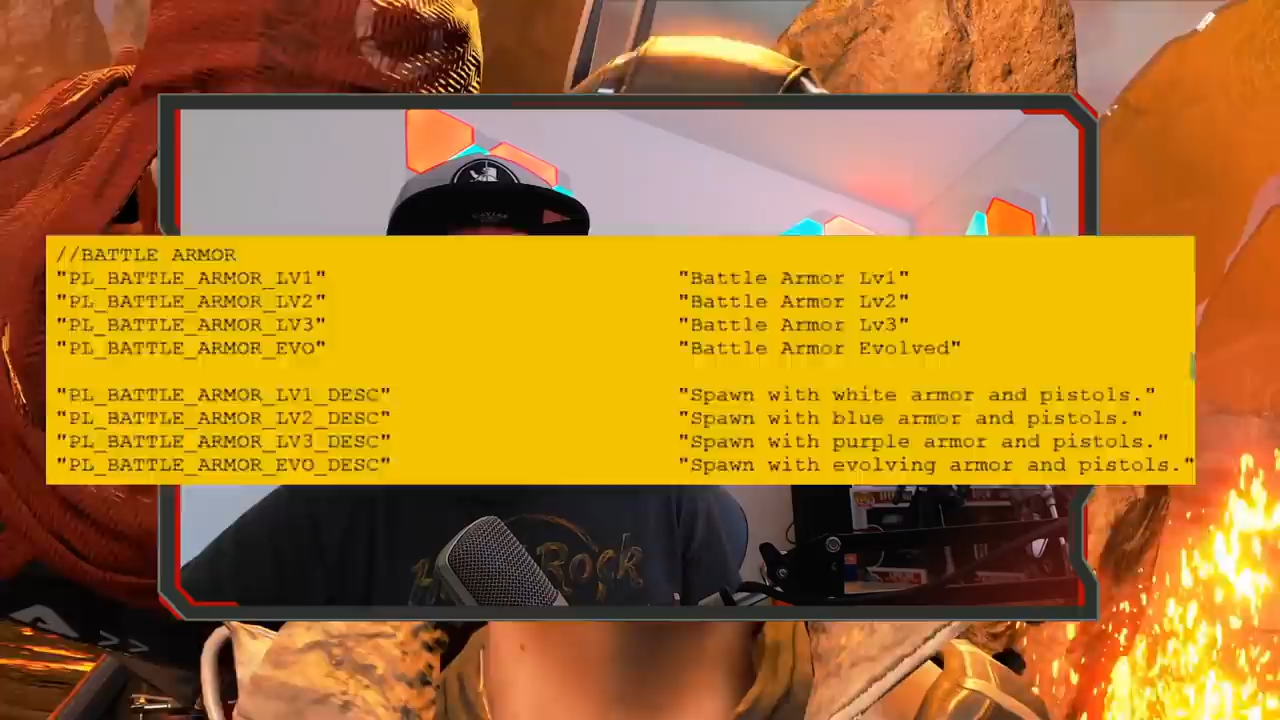 //BATTLE ARMOR
"PL_BATTLE_ARMOR_LV1" "Battle Armor Lv1"
"PL_BATTLE_ARMOR_LV2" "Battle Armor Lv2"
"PL_BATTLE_ARMOR_LV3" "Battle Armor Lv3"
"PL_BATTLE_ARMOR_EVO" "Battle Armor Evolved"
"PL_BATTLE_ARMOR_LV1_DESC" "Spawn with white armor and pistols."
"PL_BATTLE_ARMOR_LV2_DESC" "Spawn with blue armor and pistols."
"PL_BATTLE_ARMOR_LV3_DESC" "Spawn with purple armor and pistols."
"PL_BATTLE_ARMOR_EVO_DESC" "Spawn with evolving armor and pistols."
Rock